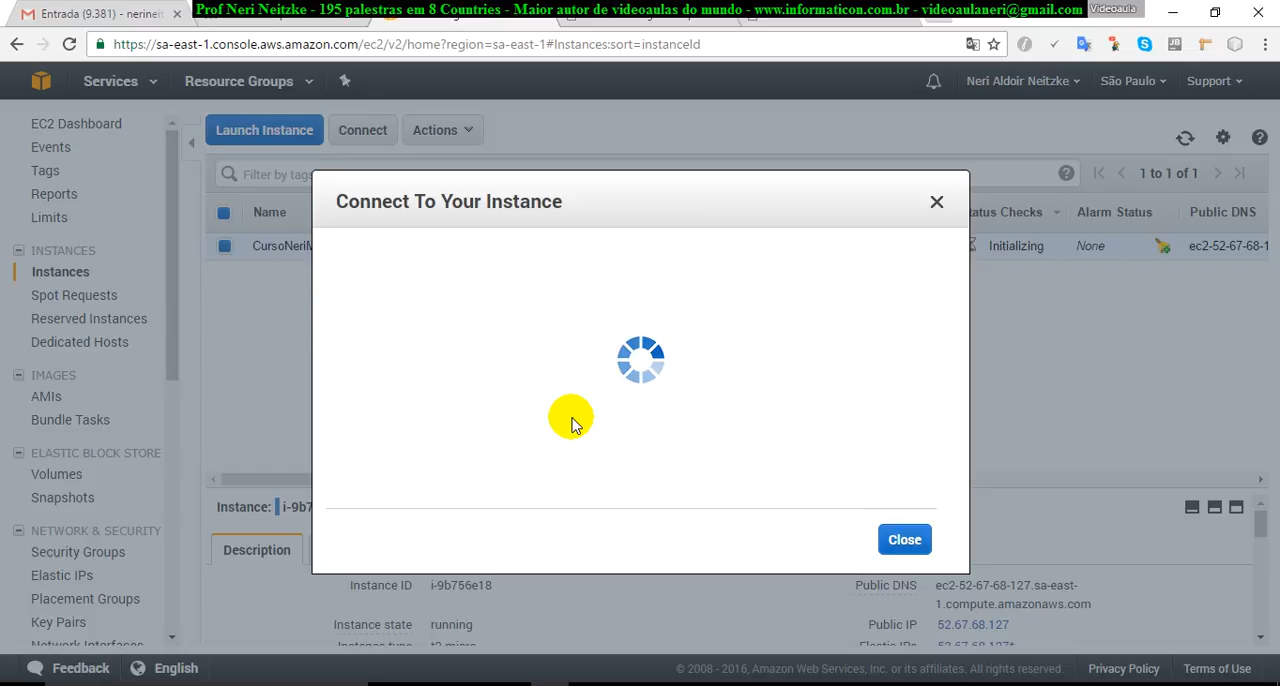 Entrada (9.381) - nerineit
Prof Neri Neitzke - 195 palestras em 8 Countries - Maior autor de videoaulas do mundo - www.informaticon.com.br - videoaulaneri@gmail.com
Videoaula
https://sa-east-1.console.aws.amazon.com/ec2/v2/home?region=sa-east-1#Instances:sort=instanceId
Services
Resource Groups
Neri Aldoir Neitzke
São Paulo
Support
EC2 Dashboard
Events
Tags
Reports
Limits
INSTANCES
Instances
Spot Requests
Reserved Instances
Dedicated Hosts
IMAGES
AMIs
Bundle Tasks
ELASTIC BLOCK STORE
Volumes
Snapshots
NETWORK & SECURITY
Security Groups
Elastic IPs
Placement Groups
Key Pairs
Network Interfaces
Launch Instance
Connect
Actions
Filter by tags
1 to 1 of 1
Name
tatus Checks
Alarm Status
Public DNS
CursoNeriM
Initializing
None
ec2-52-67-68-1
Connect To Your Instance
Close
Instance: i-9b7
Description
Instance ID
i-9b756e18
Public DNS
ec2-52-67-68-127.sa-east-
1.compute.amazonaws.com
Instance state
running
Public IP
52.67.68.127
Instance type
t2.micro
Elastic IPs
52.67.68.127*
Feedback
English
© 2008 - 2016, Amazon Web Services, Inc. or its affiliates. All rights reserved.
Privacy Policy
Terms of Use